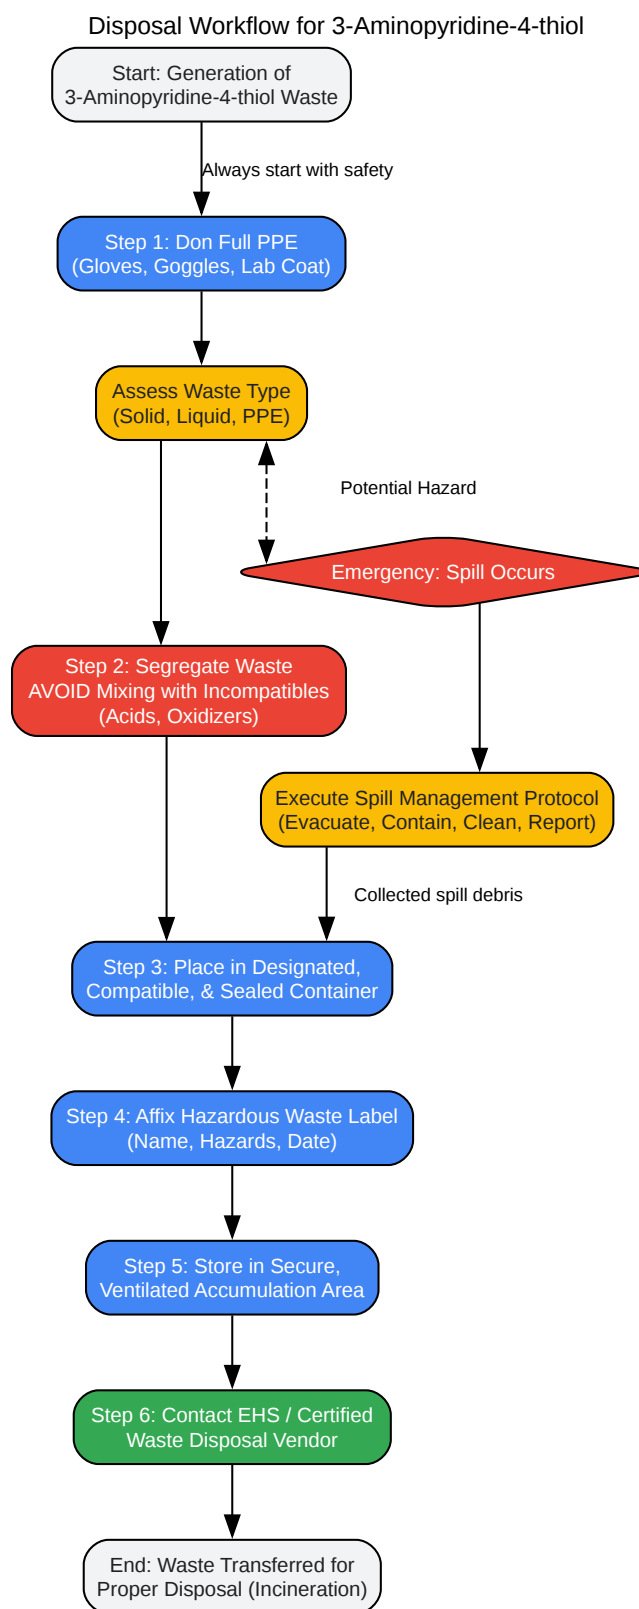 Disposal Workflow for 3-Aminopyridine-4-thiol
Start: Generation of
3-Aminopyridine-4-thiol Waste
Always start with safety
Step 1: Don Full PPE
(Gloves, Goggles, Lab Coat)
Assess Waste Type
(Solid, Liquid, PPE)
Potential Hazard
Emergency: Spill Occurs
Step 2: Segregate Waste
AVOID Mixing with Incompatibles
(Acids, Oxidizers)
Execute Spill Management Protocol
(Evacuate, Contain, Clean, Report)
Collected spill debris
Step 3: Place in Designated,
Compatible, & Sealed Container
Step 4: Affix Hazardous Waste Label
(Name, Hazards, Date)
Step 5: Store in Secure,
Ventilated Accumulation Area
Step 6: Contact EHS / Certified
Waste Disposal Vendor
End: Waste Transferred for
Proper Disposal (Incineration)